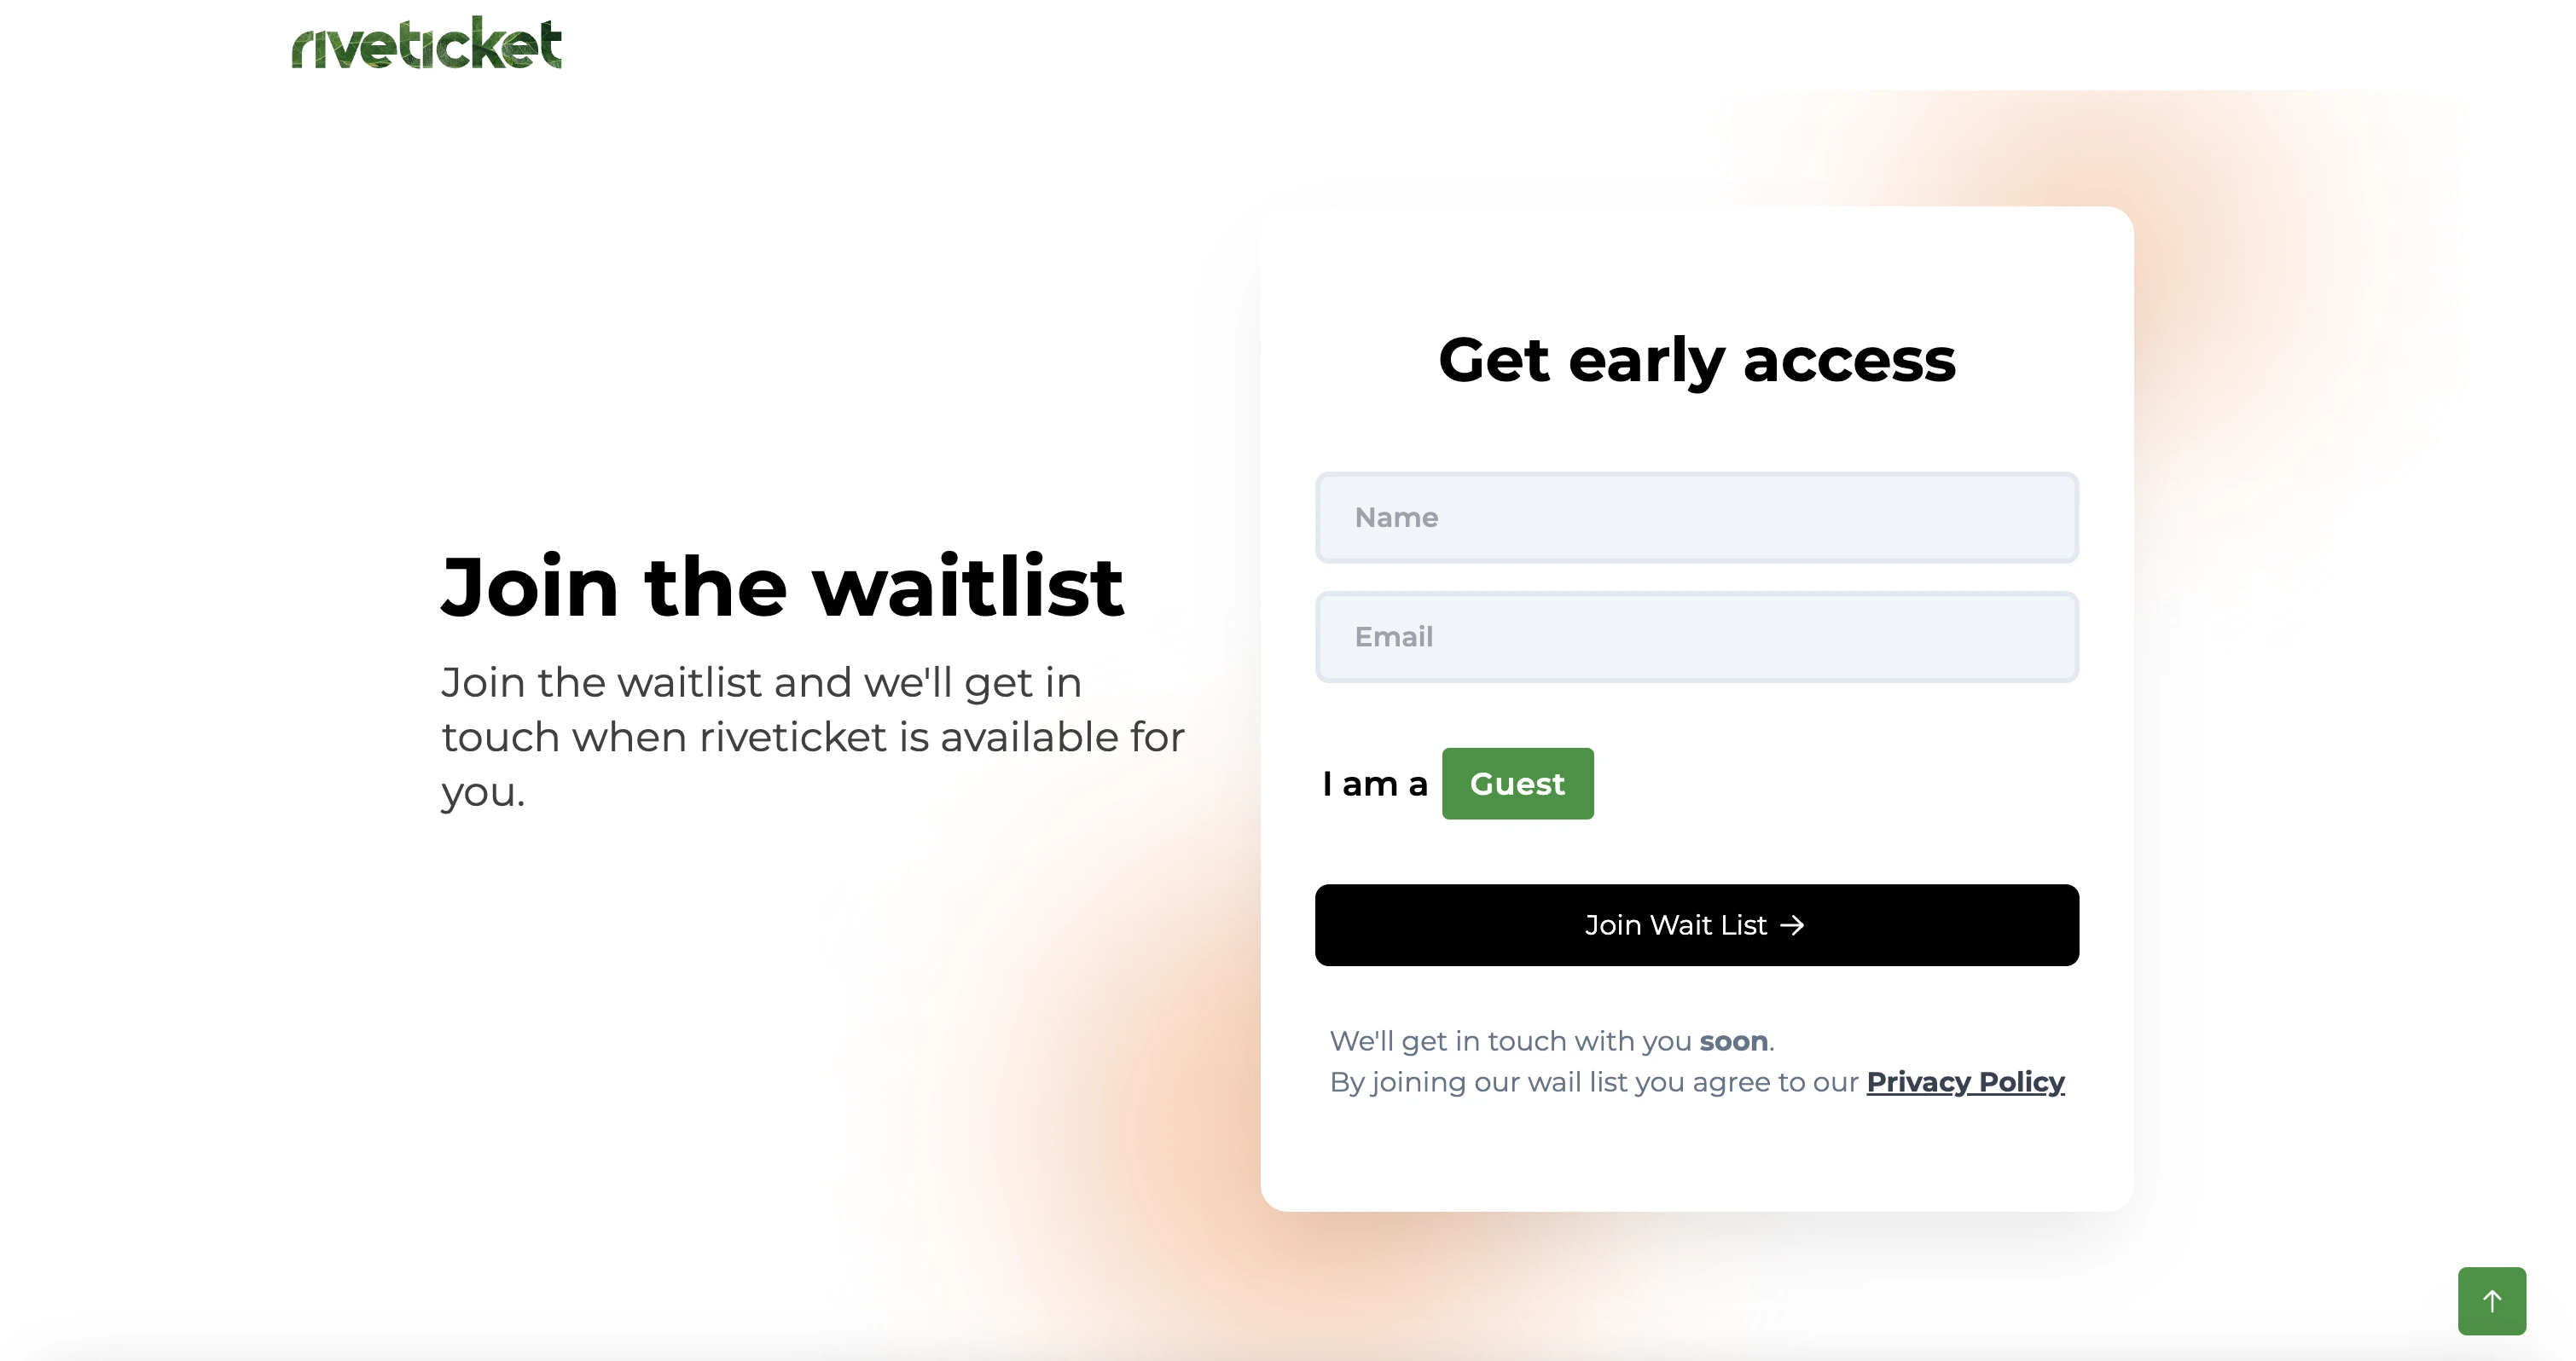 riveticket
Join the waitlist
Join the waitlist and we'll get in
touch when riveticket is available for
you.
Get early access
Name
Email
I am a Guest
Join Wait List →
We'll get in touch with you soon.
By joining our wail list you agree to our Privacy Policy